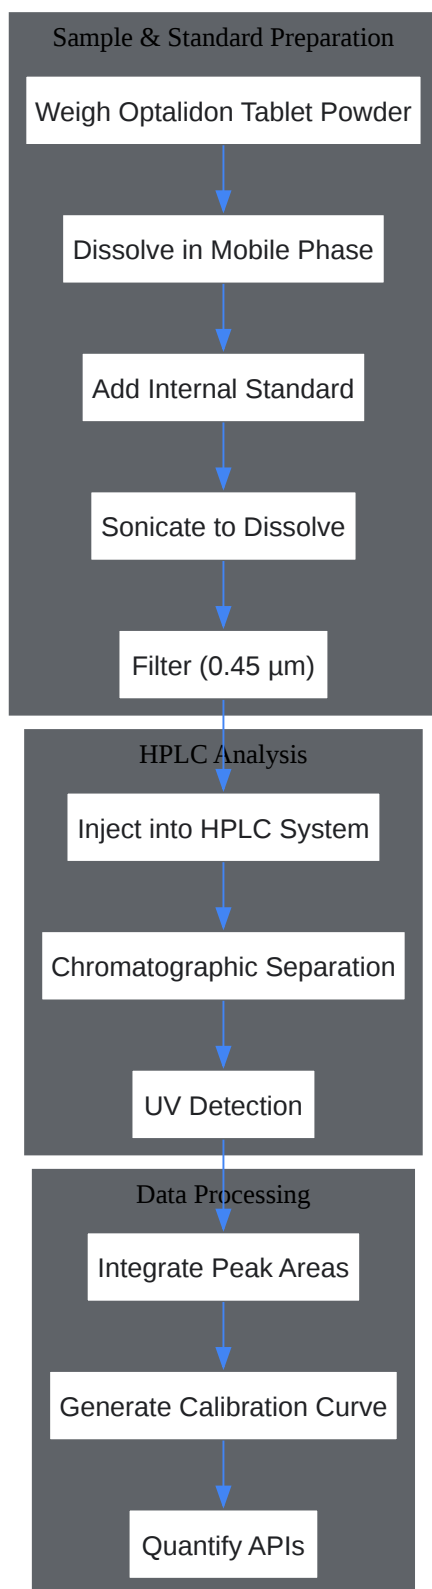 Sample & Standard Preparation
Weigh Optalidon Tablet Powder
Dissolve in Mobile Phase
Add Internal Standard
Sonicate to Dissolve
Filter (0.45 µm)
HPLC Analysis
Inject into HPLC System
Chromatographic Separation
UV Detection
Data Processing
Integrate Peak Areas
Generate Calibration Curve
Quantify APIs